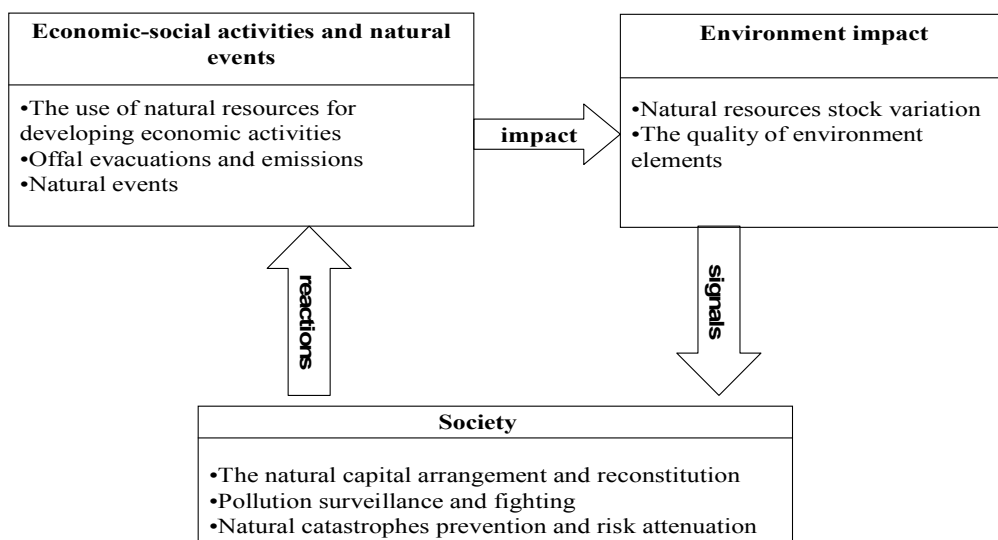 Economic-social activities and natural
events
•The use of natural resources for
developing economic activities
•Offal evacuations and emissions
•Natural events
impact
Environment impact
•Natural resources stock variation
•The quality of environment
elements
reactions
signals
Society
•The natural capital arrangement and reconstitution
•Pollution surveillance and fighting
•Natural catastrophes prevention and risk attenuation